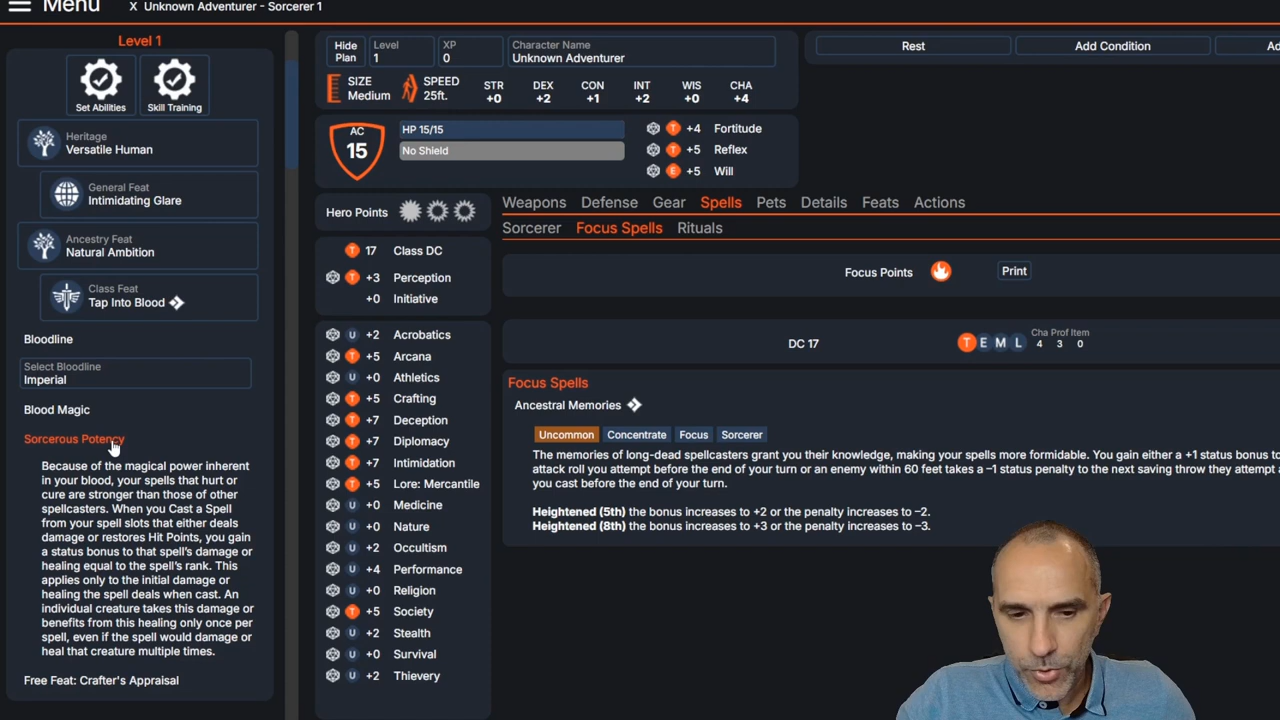 Menu
X Unknown Adventurer - Sorcerer 1
Level 1
Set Abilities
Skill Training
Heritage
Versatile Human
General Feat
Intimidating Glare
Ancestry Feat
Natural Ambition
Class Feat
Tap Into Blood
Bloodline
Select Bloodline
Imperial
Blood Magic
Sorcerous Potency
Because of the magical power inherent
in your blood, your spells that hurt or
cure are stronger than those of other
spellcasters. When you Cast a Spell
from your spell slots that either deals
damage or restores Hit Points, you gain
a status bonus to that spell's damage or
healing equal to the spell's rank. This
applies only to the initial damage or
healing the spell deals when cast. An
individual creature takes this damage or
benefits from this healing only once per
spell, even if the spell would damage or
heal that creature multiple times.
Free Feat: Crafter's Appraisal
Hide Plan
Level
1
XP
0
Character Name
Unknown Adventurer
SIZE
Medium
SPEED
25ft.
STR DEX CON INT WIS CHA
+0 +2 +1 +2 +0 +4
AC
15
HP 15/15
No Shield
T +4 Fortitude
T +5 Reflex
E +5 Will
Hero Points
T 17 Class DC
T +3 Perception
+0 Initiative
U +2 Acrobatics
T +5 Arcana
U +0 Athletics
T +5 Crafting
T +7 Deception
T +7 Diplomacy
T +7 Intimidation
T +5 Lore: Mercantile
U +0 Medicine
U +0 Nature
U +2 Occultism
U +4 Performance
U +0 Religion
T +5 Society
U +2 Stealth
U +0 Survival
U +2 Thievery
Rest
Add Condition
Ad
Weapons Defense Gear Spells Pets Details Feats Actions
Sorcerer Focus Spells Rituals
Focus Points
Print
DC 17
T E M L
Cha Prof Item
4 3 0
Focus Spells
Ancestral Memories
Uncommon Concentrate Focus Sorcerer
The memories of long-dead spellcasters grant you their knowledge, making your spells more formidable. You gain either a +1 status bonus to
attack roll you attempt before the end of your turn or an enemy within 60 feet takes a −1 status penalty to the next saving throw they attempt a
you cast before the end of your turn.
Heightened (5th) the bonus increases to +2 or the penalty increases to −2.
Heightened (8th) the bonus increases to +3 or the penalty increases to −3.